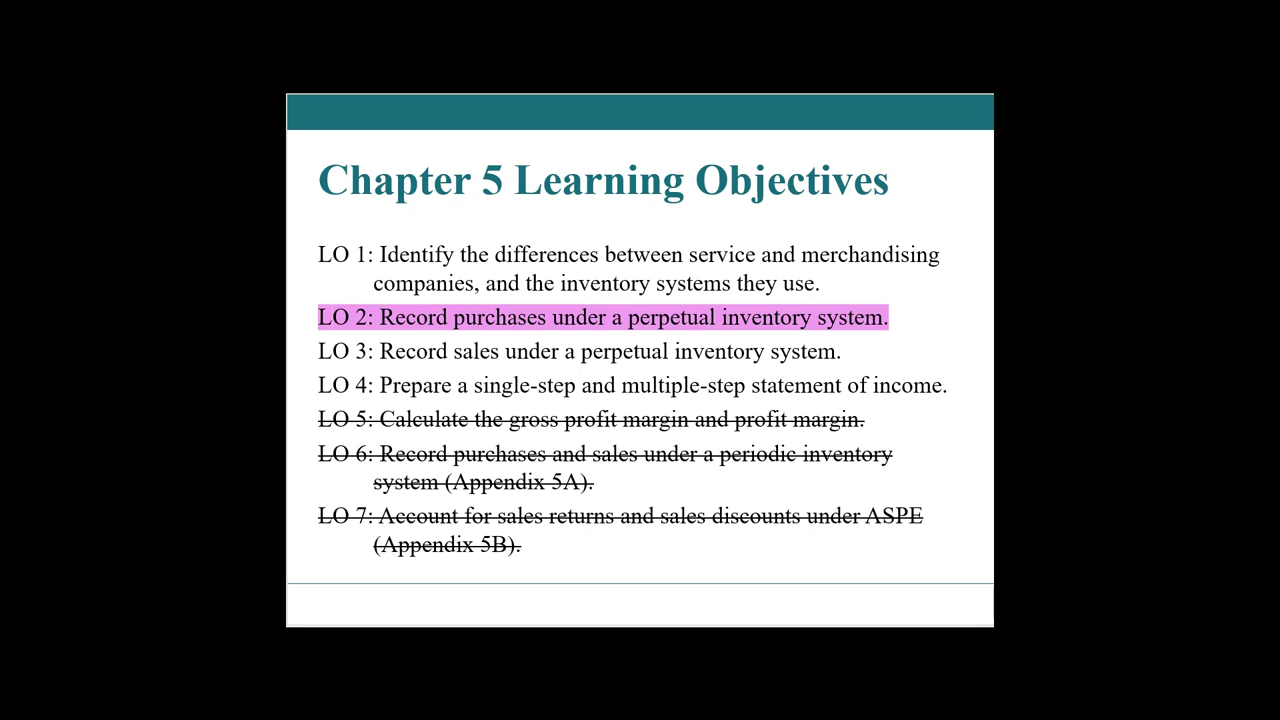 Chapter 5 Learning Objectives
LO 1: Identify the differences between service and merchandising
companies, and the inventory systems they use.
LO 2: Record purchases under a perpetual inventory system.
LO 3: Record sales under a perpetual inventory system.
LO 4: Prepare a single-step and multiple-step statement of income.
LO 5: Calculate the gross profit margin and profit margin.
LO 6: Record purchases and sales under a periodic inventory
system (Appendix 5A).
LO 7: Account for sales returns and sales discounts under ASPE
(Appendix 5B).